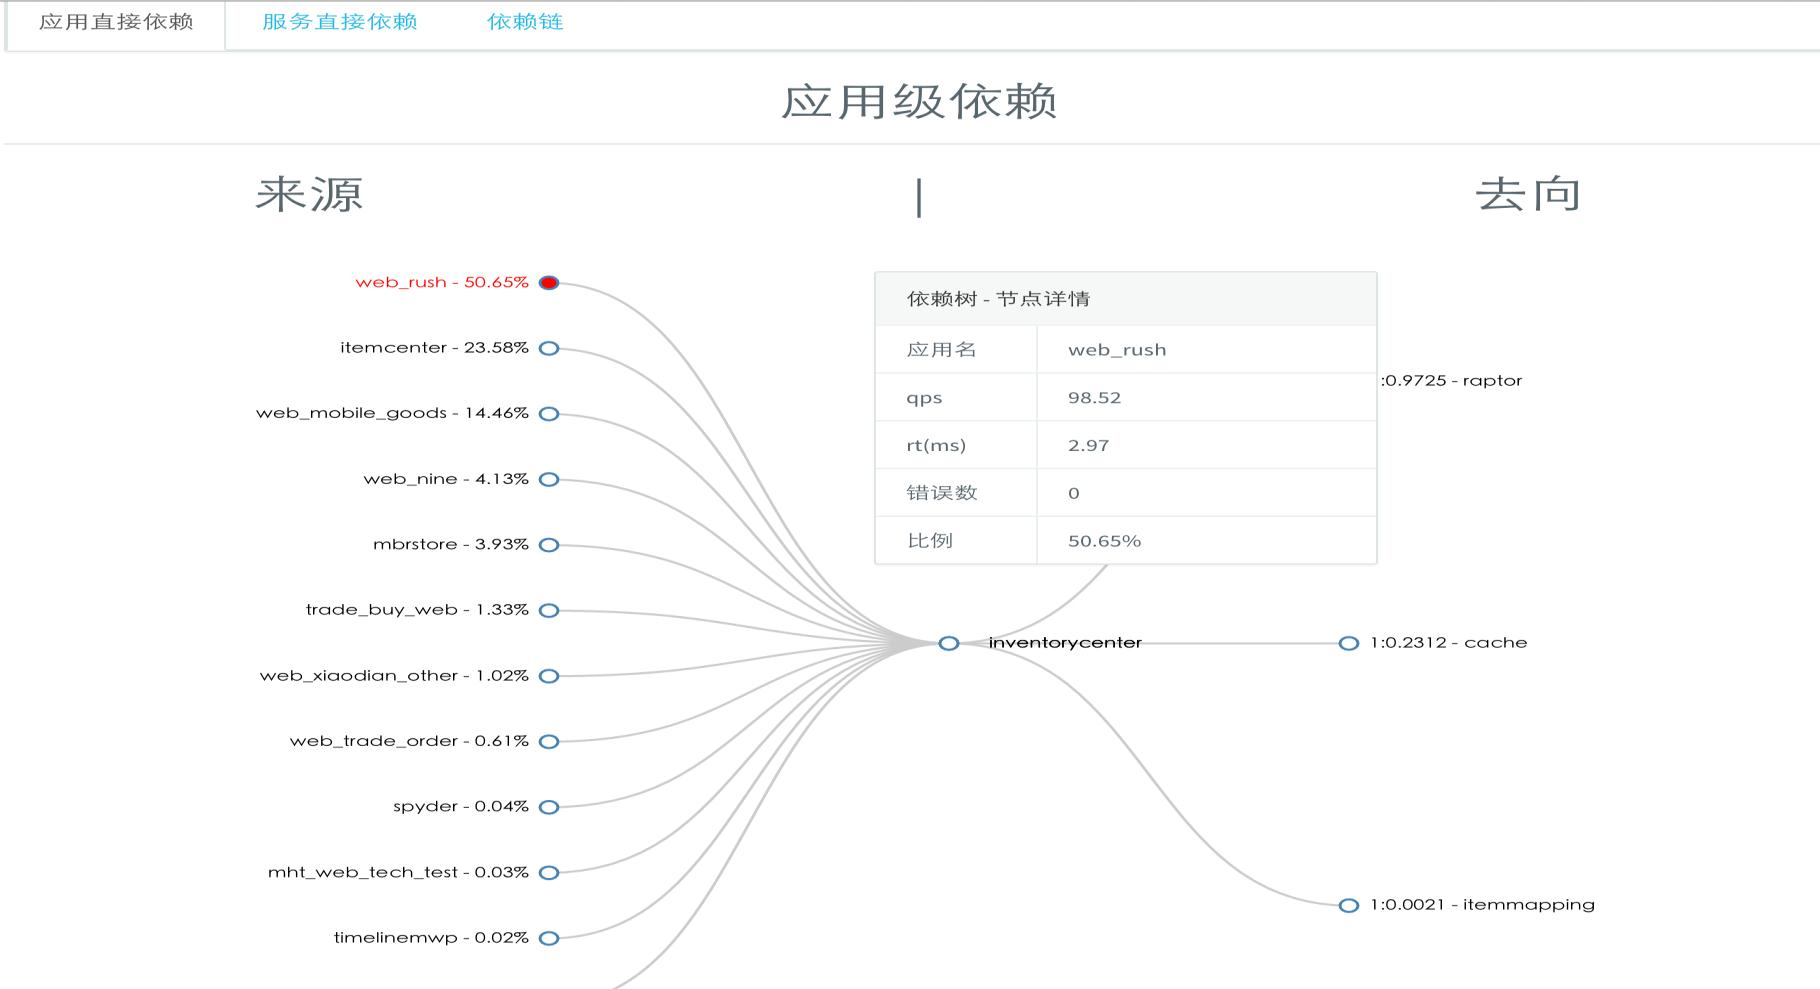 应用直接依赖 服务直接依赖 依赖链
应用级依赖
来源 | 去向
web_rush - 50.65%
itemcenter - 23.58%
web_mobile_goods - 14.46%
web_nine - 4.13%
mbrstore - 3.93%
trade_buy_web - 1.33%
web_xiaodian_other - 1.02%
web_trade_order - 0.61%
spyder - 0.04%
mht_web_tech_test - 0.03%
timelinemwp - 0.02%
依赖树 - 节点详情
应用名 web_rush
qps 98.52
rt(ms) 2.97
错误数 0
比例 50.65%
inventorycenter
:0.9725 - raptor
1:0.2312 - cache
1:0.0021 - itemmapping